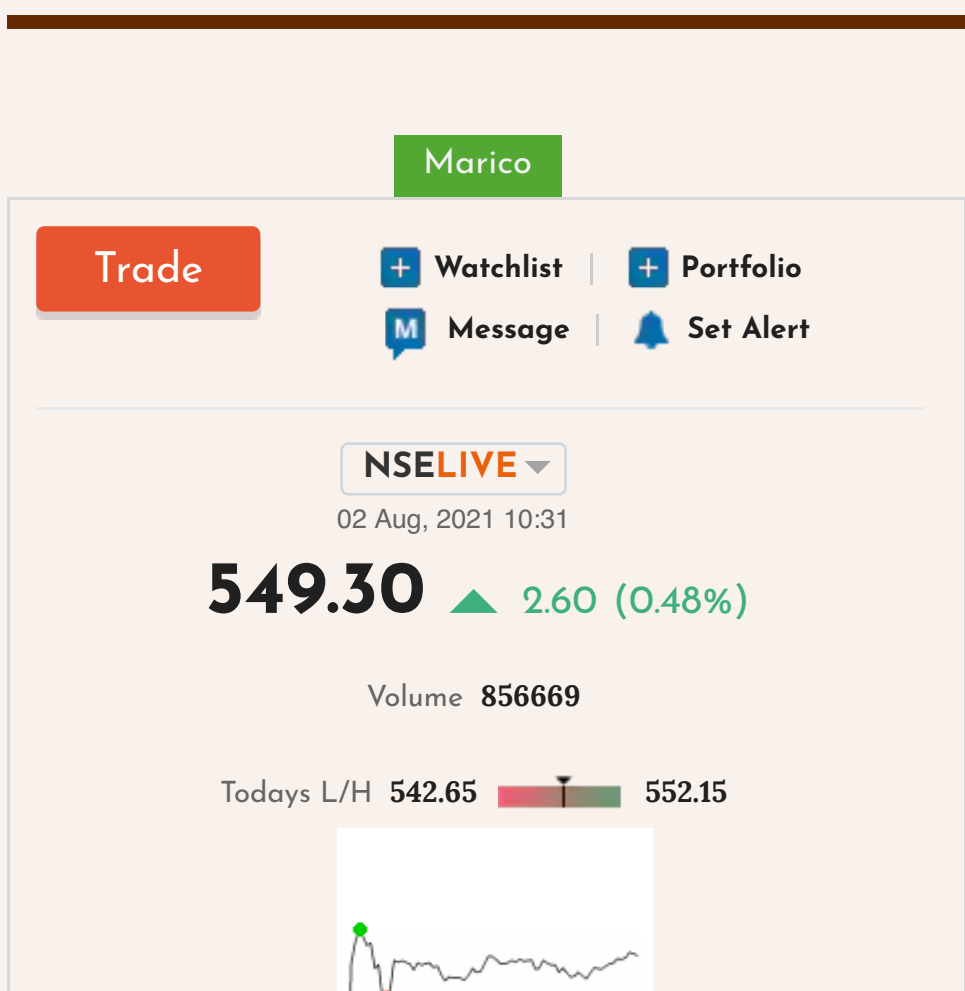 Marico
Trade
Watchlist | Portfolio
M Message | Set Alert
NSELIVE
02 Aug, 2021 10:31
549.30 2.60 (0.48%)
Volume 856669
Todays L/H 542.65 552.15